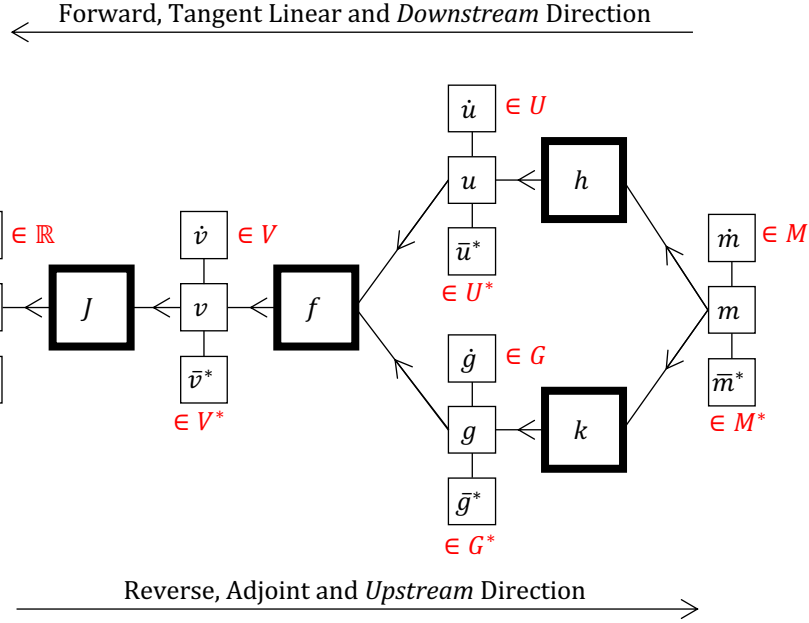 Forward, Tangent Linear and Downstream Direction
u̇ ∈ U
u h
ū* ∈ U*
∈ ℝ
v̇ ∈ V
ṁ ∈ M
J v f m
v̄* ∈ V*
ġ ∈ G
m̄* ∈ M*
g k
ḡ* ∈ G*
Reverse, Adjoint and Upstream Direction